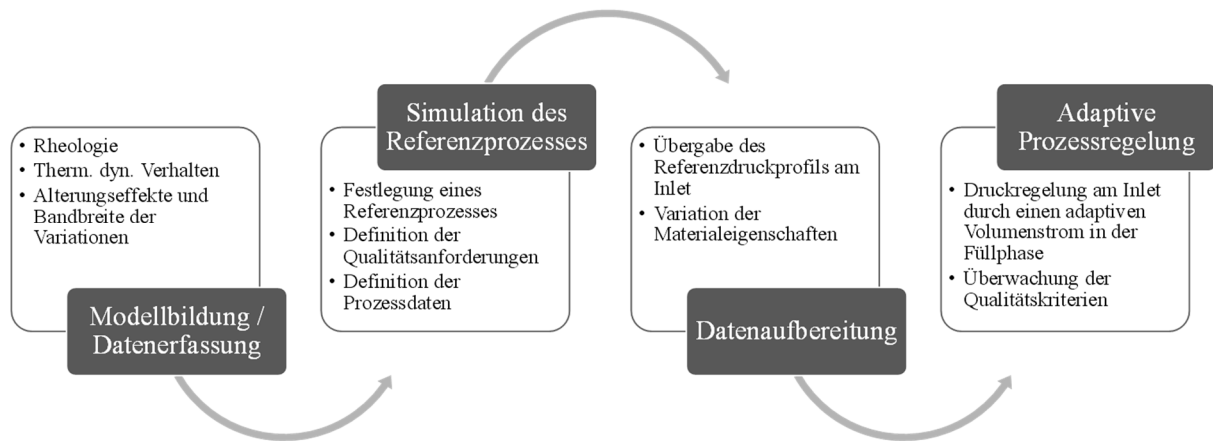 • Rheologie
• Therm. dyn. Verhalten
• Alterungseffekte und
Bandbreite der
Variationen
Modellbildung /
Datenerfassung
Simulation des
Referenzprozesses
• Festlegung eines
Referenzprozesses
• Definition der
Qualitätsanforderungen
• Definition der
Prozessdaten
• Übergabe des
Referenzdruckprofils am
Inlet
• Variation der
Materialeigenschaften
Datenaufbereitung
Adaptive
Prozessregelung
• Druckregelung am Inlet
durch einen adaptiven
Volumenstrom in der
Füllphase
• Überwachung der
Qualitätskriterien